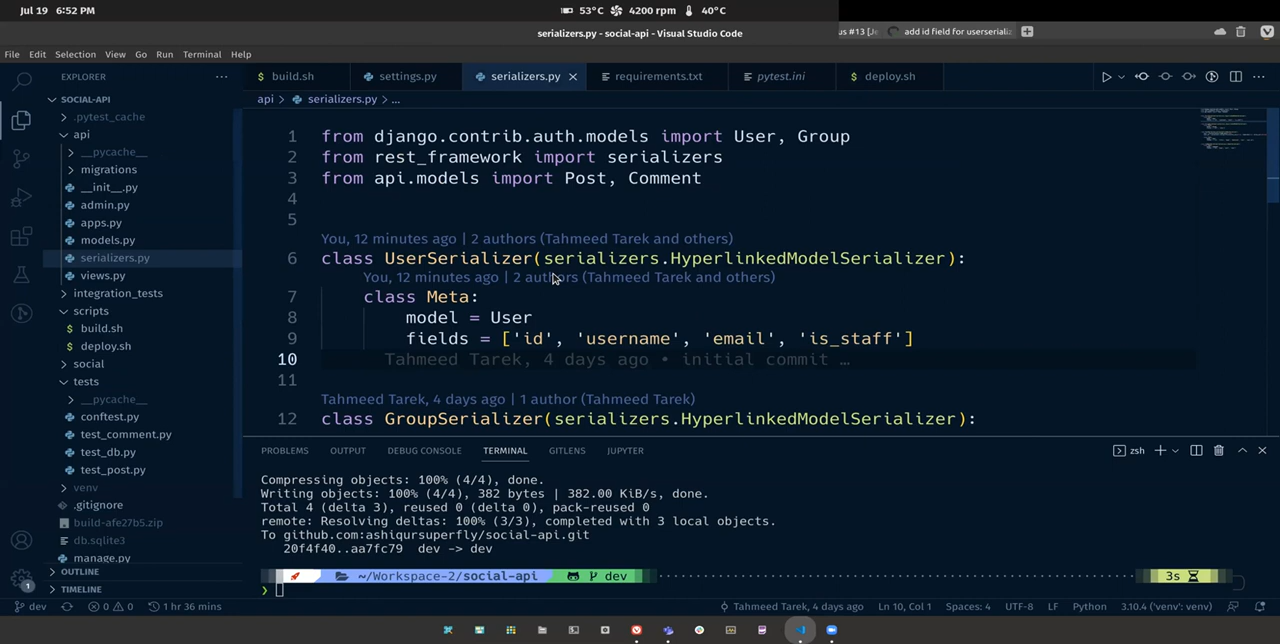 Jul 19 6:52 PM
53°C 4200 rpm 40°C
serializers.py - social-api - Visual Studio Code
us #13 [Je
add id field for userserializ
File Edit Selection View Go Run Terminal Help
EXPLORER
SOCIAL-API
.pytest_cache
api
__pycache__
migrations
__init__.py
admin.py
apps.py
models.py
serializers.py
views.py
integration_tests
scripts
build.sh
deploy.sh
social
tests
__pycache__
conftest.py
test_comment.py
test_db.py
test_post.py
venv
.gitignore
build-afe27b5.zip
db.sqlite3
manage.py
OUTLINE
TIMELINE
build.sh settings.py serializers.py requirements.txt pytest.ini deploy.sh
api > serializers.py > ...
1 from django.contrib.auth.models import User, Group
2 from rest_framework import serializers
3 from api.models import Post, Comment
4
5
You, 12 minutes ago | 2 authors (Tahmeed Tarek and others)
6 class UserSerializer(serializers.HyperlinkedModelSerializer):
You, 12 minutes ago | 2 authors (Tahmeed Tarek and others)
7 class Meta:
8 model = User
9 fields = ['id', 'username', 'email', 'is_staff']
10 Tahmeed Tarek, 4 days ago • initial commit …
11
Tahmeed Tarek, 4 days ago | 1 author (Tahmeed Tarek)
12 class GroupSerializer(serializers.HyperlinkedModelSerializer):
PROBLEMS OUTPUT DEBUG CONSOLE TERMINAL GITLENS JUPYTER
zsh
Compressing objects: 100% (4/4), done.
Writing objects: 100% (4/4), 382 bytes | 382.00 KiB/s, done.
Total 4 (delta 3), reused 0 (delta 0), pack-reused 0
remote: Resolving deltas: 100% (3/3), completed with 3 local objects.
To github.com:ashiqursuperfly/social-api.git
20f4f40..aa7fc79 dev -> dev
~/Workspace-2/social-api dev 3s
❯
dev 0 0 1 hr 36 mins Tahmeed Tarek, 4 days ago Ln 10, Col 1 Spaces: 4 UTF-8 LF Python 3.10.4 ('venv': venv)